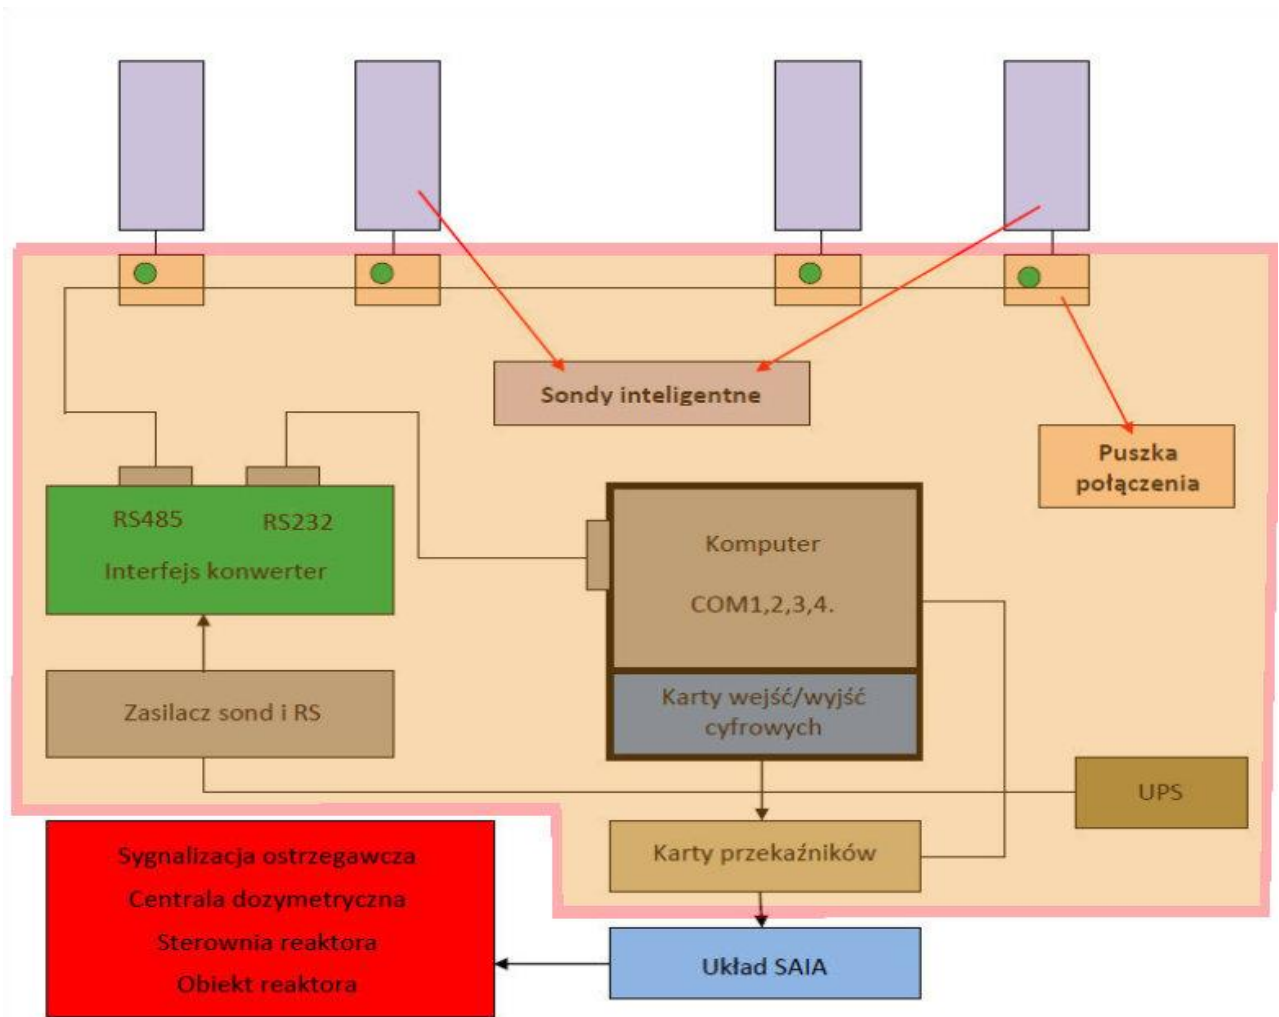 Sondy inteligentne
Puszka
połączenia
RS485
RS232
Interfejs konwerter
Komputer
COM1,2,3,4.
Zasilacz sond i RS
Karty wejść/wyjść
cyfrowych
UPS
Karty przekaźników
Sygnalizacja ostrzegawcza
Centrala dozymetryczna
Sterownia reaktora
Obiekt reaktora
Układ SAIA